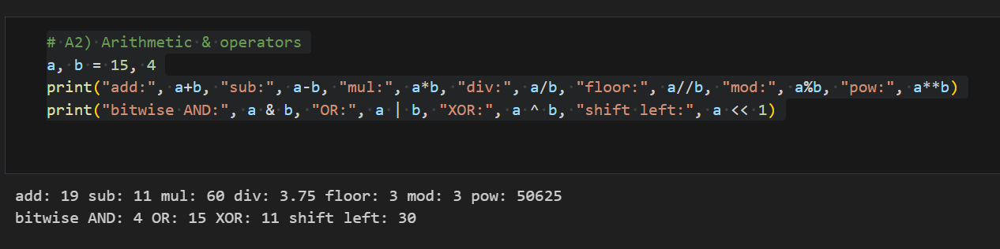 # A2) Arithmetic & operators
a, b = 15, 4
print("add:", a+b, "sub:", a-b, "mul:", a*b, "div:", a/b, "floor:", a//b, "mod:", a%b, "pow:", a**b)
print("bitwise AND:", a & b, "OR:", a | b, "XOR:", a ^ b, "shift left:", a << 1)
add: 19 sub: 11 mul: 60 div: 3.75 floor: 3 mod: 3 pow: 50625
bitwise AND: 4 OR: 15 XOR: 11 shift left: 30